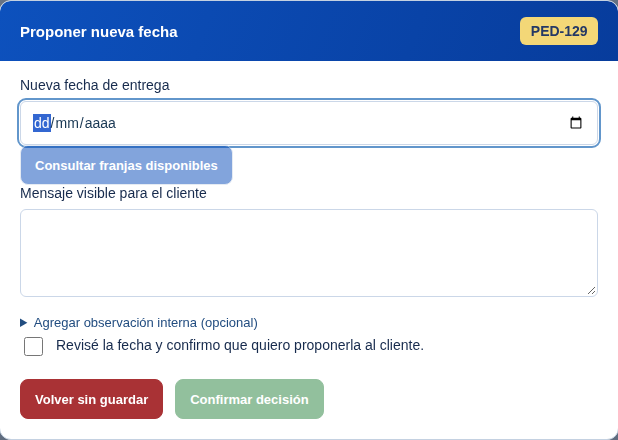 Proponer nueva fecha
PED-129
Nueva fecha de entrega
dd/mm/aaaa
Consultar franjas disponibles
Mensaje visible para el cliente
Agregar observación interna (opcional)
Revisé la fecha y confirmo que quiero proponerla al cliente.
Volver sin guardar
Confirmar decisión